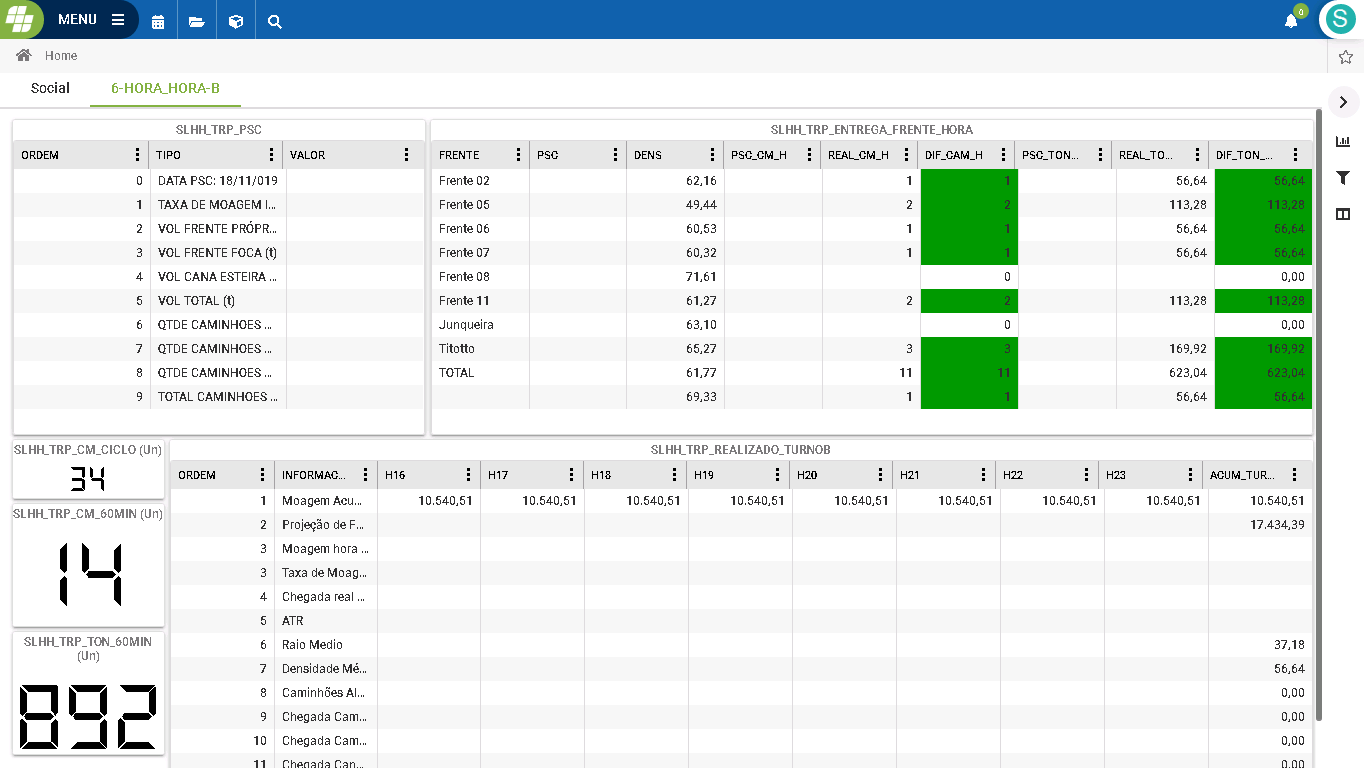 MENU
0
S
Home
Social 6-HORA_HORA-B
SLHH_TRP_PSC
ORDEM TIPO VALOR
0 DATA PSC: 18/11/019
1 TAXA DE MOAGEM I...
2 VOL FRENTE PRÓPR...
3 VOL FRENTE FOCA (t)
4 VOL CANA ESTEIRA ...
5 VOL TOTAL (t)
6 QTDE CAMINHOES ...
7 QTDE CAMINHOES ...
8 QTDE CAMINHOES ...
9 TOTAL CAMINHOES ...
SLHH_TRP_ENTREGA_FRENTE_HORA
FRENTE PSC DENS PSC_CM_H REAL_CM_H DIF_CAM_H PSC_TON... REAL_TO... DIF_TON_...
Frente 02 62,16 1 1 56,64 56,64
Frente 05 49,44 2 2 113,28 113,28
Frente 06 60,53 1 1 56,64 56,64
Frente 07 60,32 1 1 56,64 56,64
Frente 08 71,61 0 0,00
Frente 11 61,27 2 2 113,28 113,28
Junqueira 63,10 0 0,00
Titotto 65,27 3 3 169,92 169,92
TOTAL 61,77 11 11 623,04 623,04
69,33 1 1 56,64 56,64
SLHH_TRP_CM_CICLO (Un)
34
SLHH_TRP_CM_60MIN (Un)
14
SLHH_TRP_TON_60MIN
(Un)
892
SLHH_TRP_REALIZADO_TURNOB
ORDEM INFORMAC... H16 H17 H18 H19 H20 H21 H22 H23 ACUM_TUR...
1 Moagem Acu... 10.540,51 10.540,51 10.540,51 10.540,51 10.540,51 10.540,51 10.540,51 10.540,51 10.540,51
2 Projeção de F... 17.434,39
3 Moagem hora ...
3 Taxa de Moag...
4 Chegada real ...
5 ATR
6 Raio Medio 37,18
7 Densidade Mé... 56,64
8 Caminhões Al... 0,00
9 Chegada Cam... 0,00
10 Chegada Cam... 0,00
11 Chegada Can... 0,00